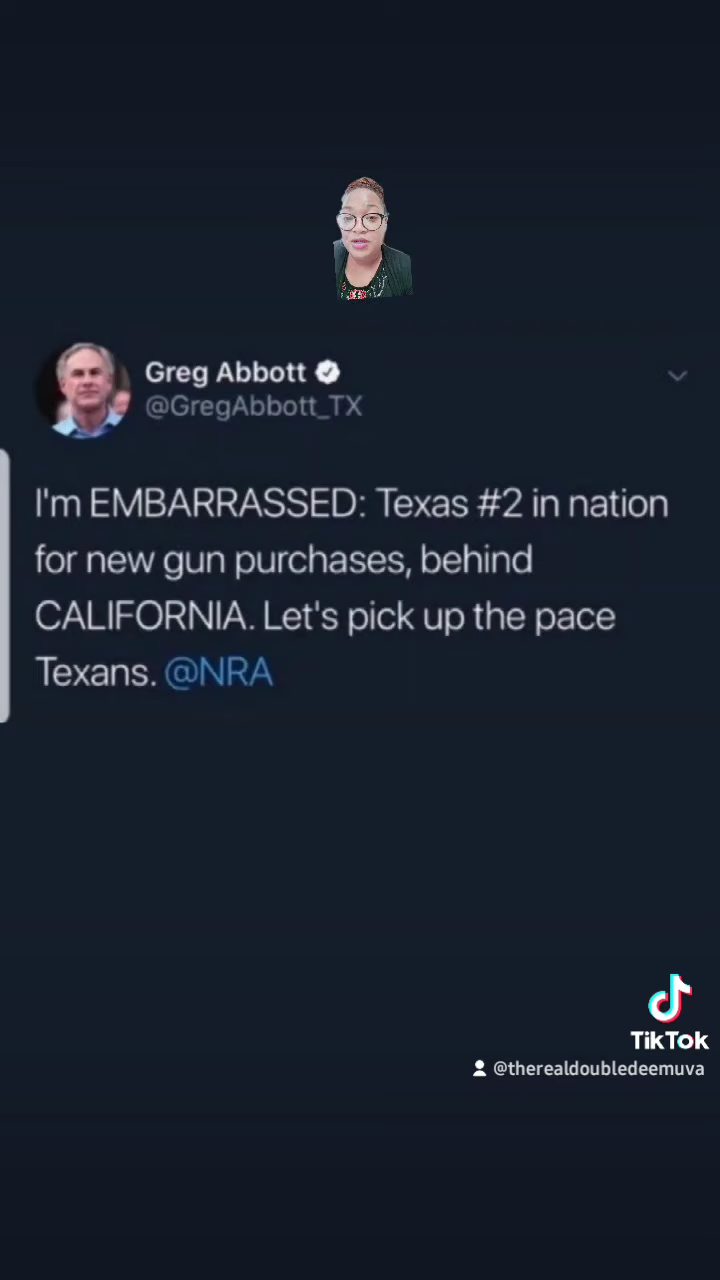 Greg Abbott
@GregAbbott_TX
I'm EMBARRASSED: Texas #2 in nation
for new gun purchases, behind
CALIFORNIA. Let's pick up the pace
Texans. @NRA
TikTok
@therealdoubledeemuva